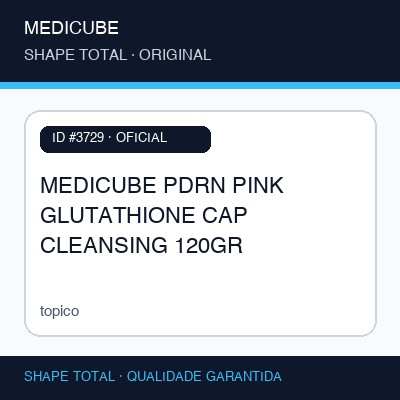 MEDICUBE
SHAPE TOTAL · ORIGINAL
ID #3729 · OFICIAL
MEDICUBE PDRN PINK
GLUTATHIONE CAP
CLEANSING 120GR
topico
SHAPE TOTAL · QUALIDADE GARANTIDA